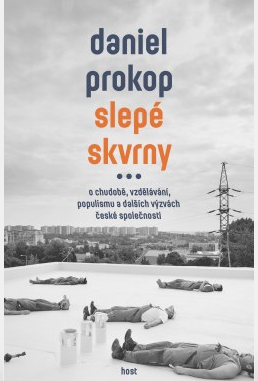 daniel
prokop
slepé
skvrny
•••
o chudobě, vzdělávání,
populismu a dalších výzvách
české společnosti
host